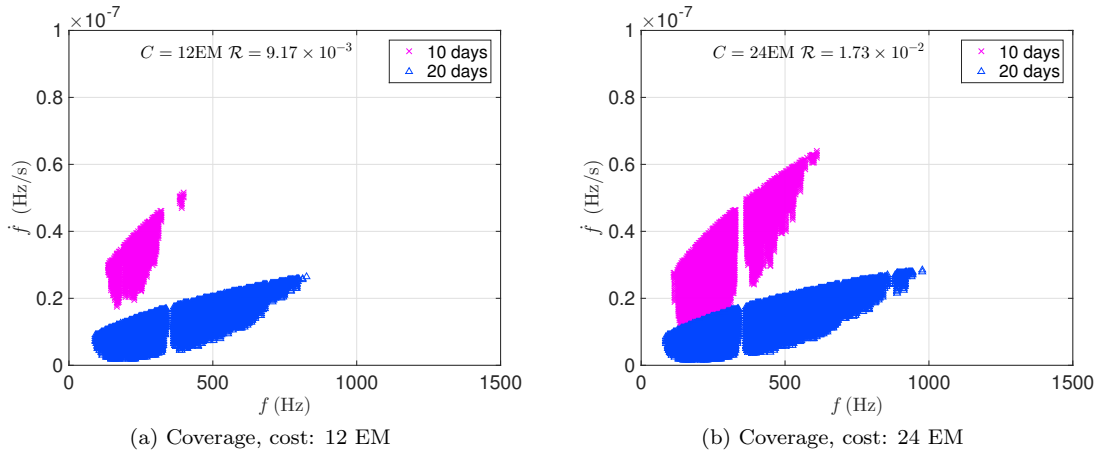 ×10⁻⁷
C = 12EM R = 9.17 × 10⁻³
10 days
20 days
1
0.8
0.6
0.4
0.2
0
ḟ (Hz/s)
0 500 1000 1500
f (Hz)
(a) Coverage, cost: 12 EM
×10⁻⁷
C = 24EM R = 1.73 × 10⁻²
10 days
20 days
1
0.8
0.6
0.4
0.2
0
ḟ (Hz/s)
0 500 1000 1500
f (Hz)
(b) Coverage, cost: 24 EM